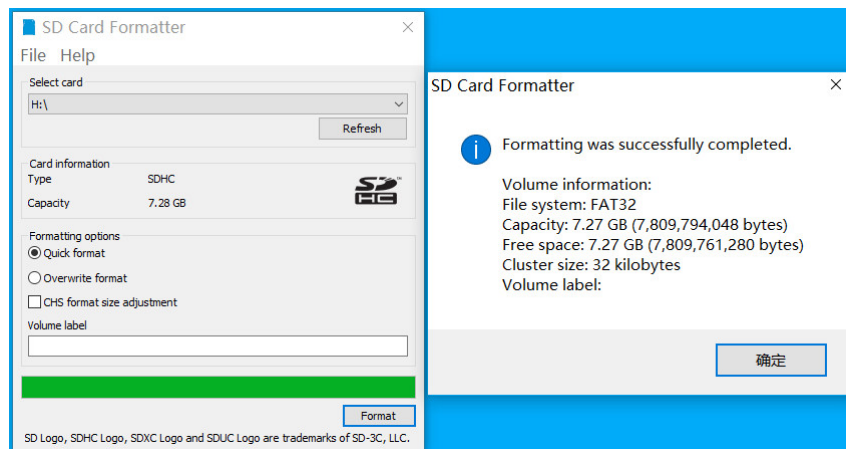 SD Card Formatter
File Help
Select card
H:\
Refresh
Card information
Type SDHC
Capacity 7.28 GB
SD HC ™
Formatting options
Quick format
Overwrite format
CHS format size adjustment
Volume label
Format
SD Logo, SDHC Logo, SDXC Logo and SDUC Logo are trademarks of SD-3C, LLC.
SD Card Formatter
Formatting was successfully completed.
Volume information:
File system: FAT32
Capacity: 7.27 GB (7,809,794,048 bytes)
Free space: 7.27 GB (7,809,761,280 bytes)
Cluster size: 32 kilobytes
Volume label:
确定